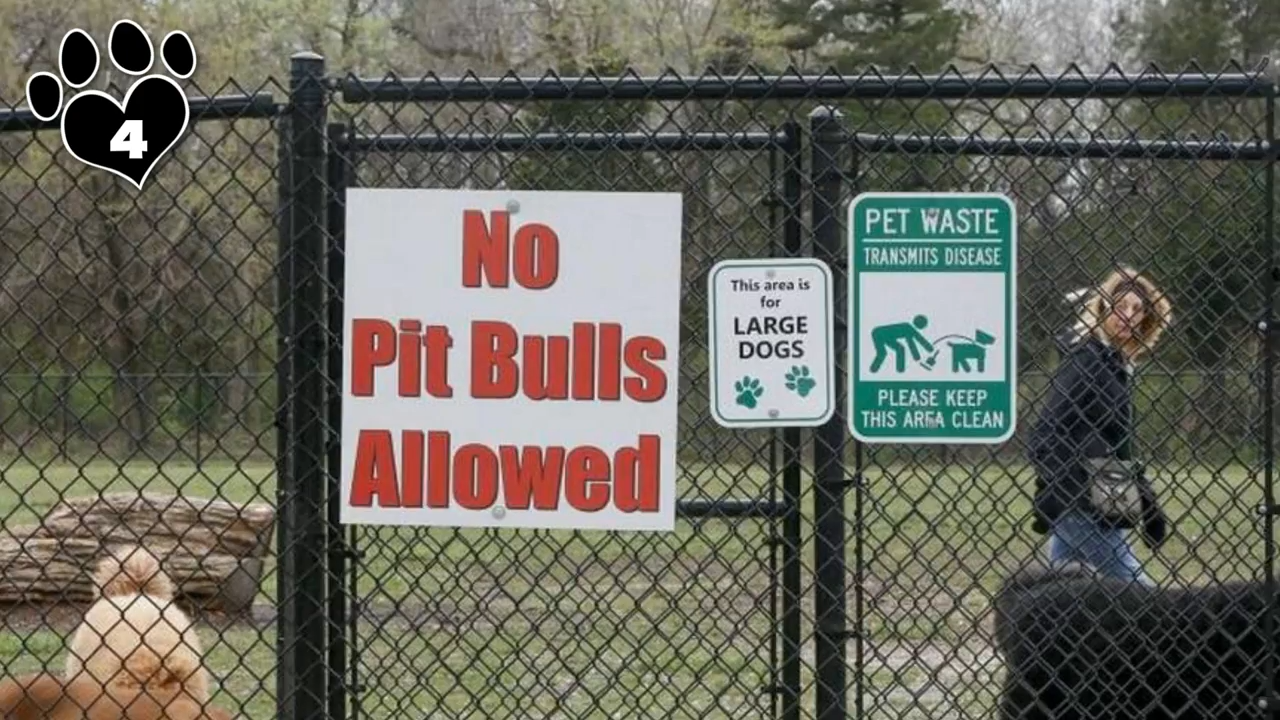 4
No
Pit Bulls
Allowed
This area is
for
LARGE
DOGS
PET WASTE
TRANSMITS DISEASE
PLEASE KEEP
THIS AREA CLEAN